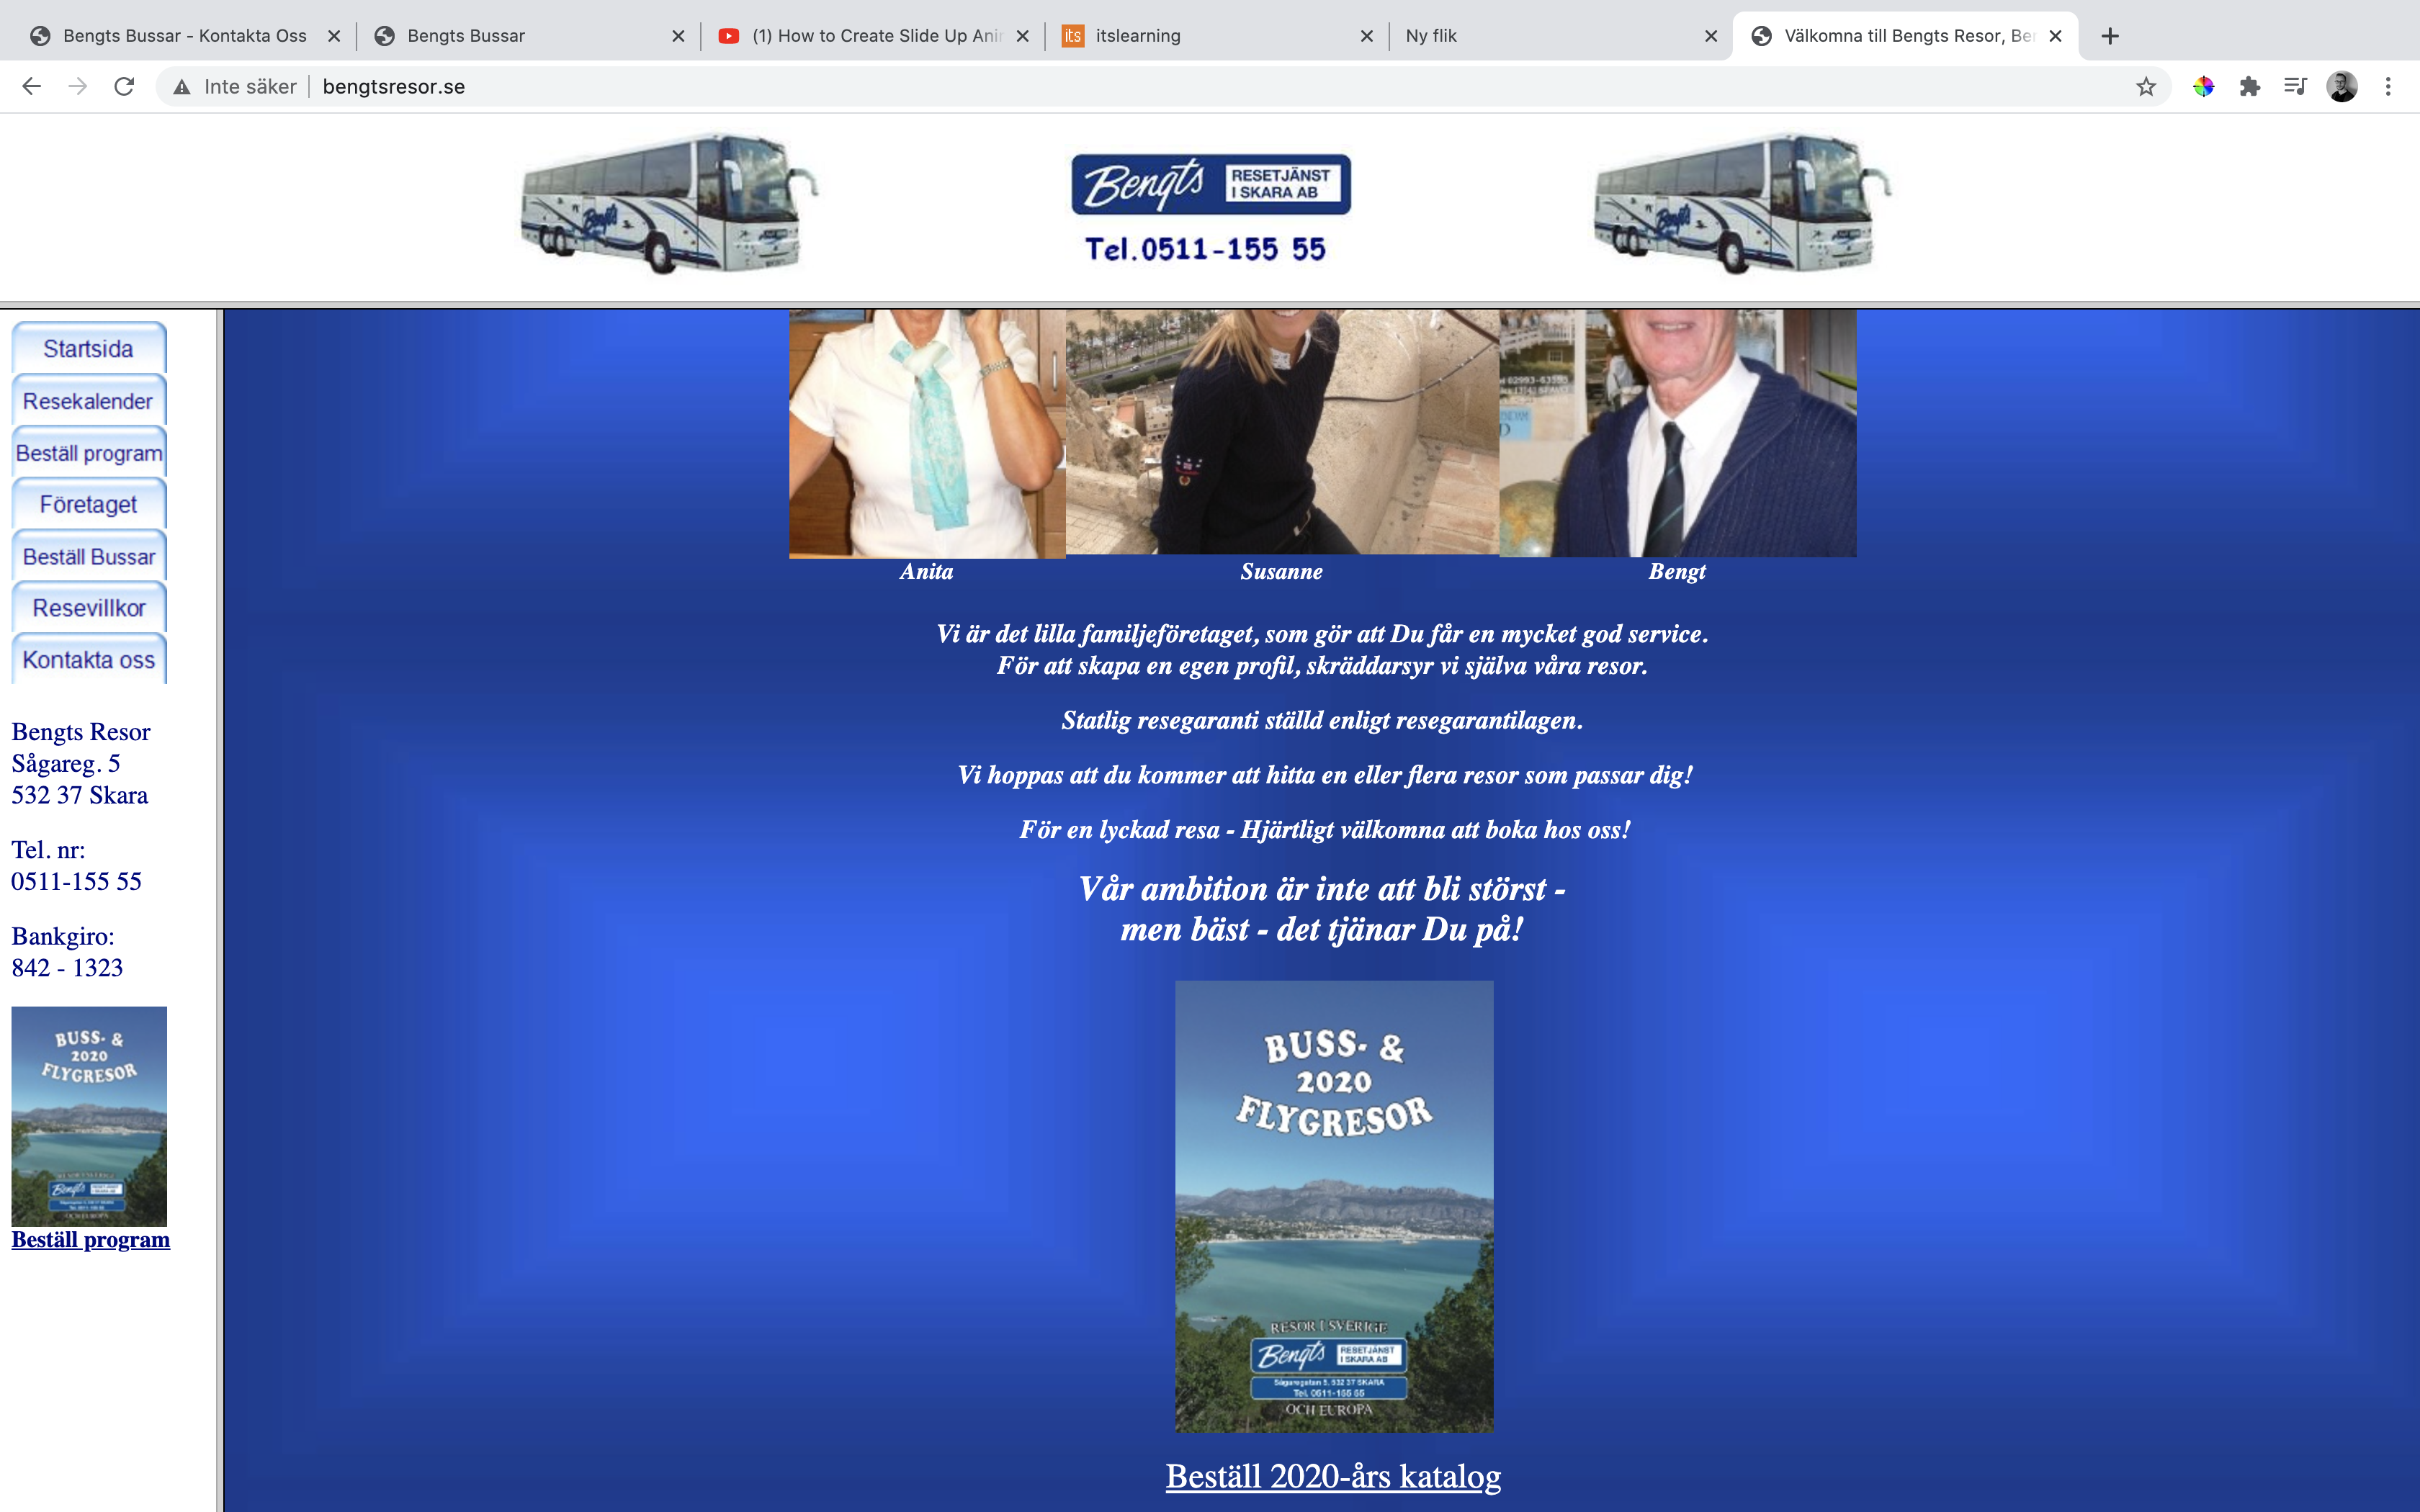 Bengts Bussar - Kontakta Oss
Bengts Bussar
(1) How to Create Slide Up Anir
itslearning
Ny flik
Välkomna till Bengts Resor, Ber
Inte säker
bengtsresor.se
Bengts RESETJÄNST
I SKARA AB
Tel.0511-155 55
Startsida
Resekalender
Beställ program
Företaget
Beställ Bussar
Resevillkor
Kontakta oss
Bengts Resor
Sågareg. 5
532 37 Skara
Tel. nr:
0511-155 55
Bankgiro:
842 - 1323
BUSS- &
2020
FLYGRESOR
Bengts
OCH EUROPA
Beställ program
Anita
Susanne
Bengt
Vi är det lilla familjeföretaget, som gör att Du får en mycket god service.
För att skapa en egen profil, skräddarsyr vi själva våra resor.
Statlig resegaranti ställd enligt resegarantilagen.
Vi hoppas att du kommer att hitta en eller flera resor som passar dig!
För en lyckad resa - Hjärtligt välkomna att boka hos oss!
Vår ambition är inte att bli störst -
men bäst - det tjänar Du på!
BUSS- &
2020
FLYGRESOR
RESOR I SVERIGE
Bengts RESETJÄNST
I SKARA AB
Sågaregatan 5, 532 37 SKARA
Tel. 0511-155 55
OCH EUROPA
Beställ 2020-års katalog